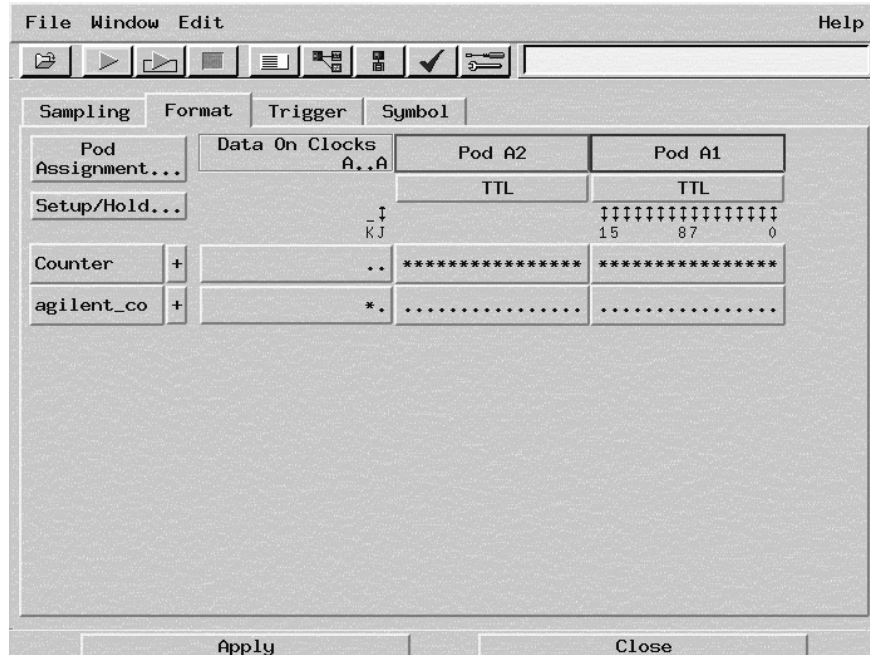 File Window Edit Help
Sampling Format Trigger Symbol
Pod Assignment...
Data On Clocks
A..A
Pod A2
Pod A1
TTL
TTL
Setup/Hold...
_↕
KJ
↕↕↕↕↕↕↕↕↕↕↕↕↕↕↕↕
15 87 0
Counter + .. **************** ****************
agilent_co + *. ................ ................
Apply Close